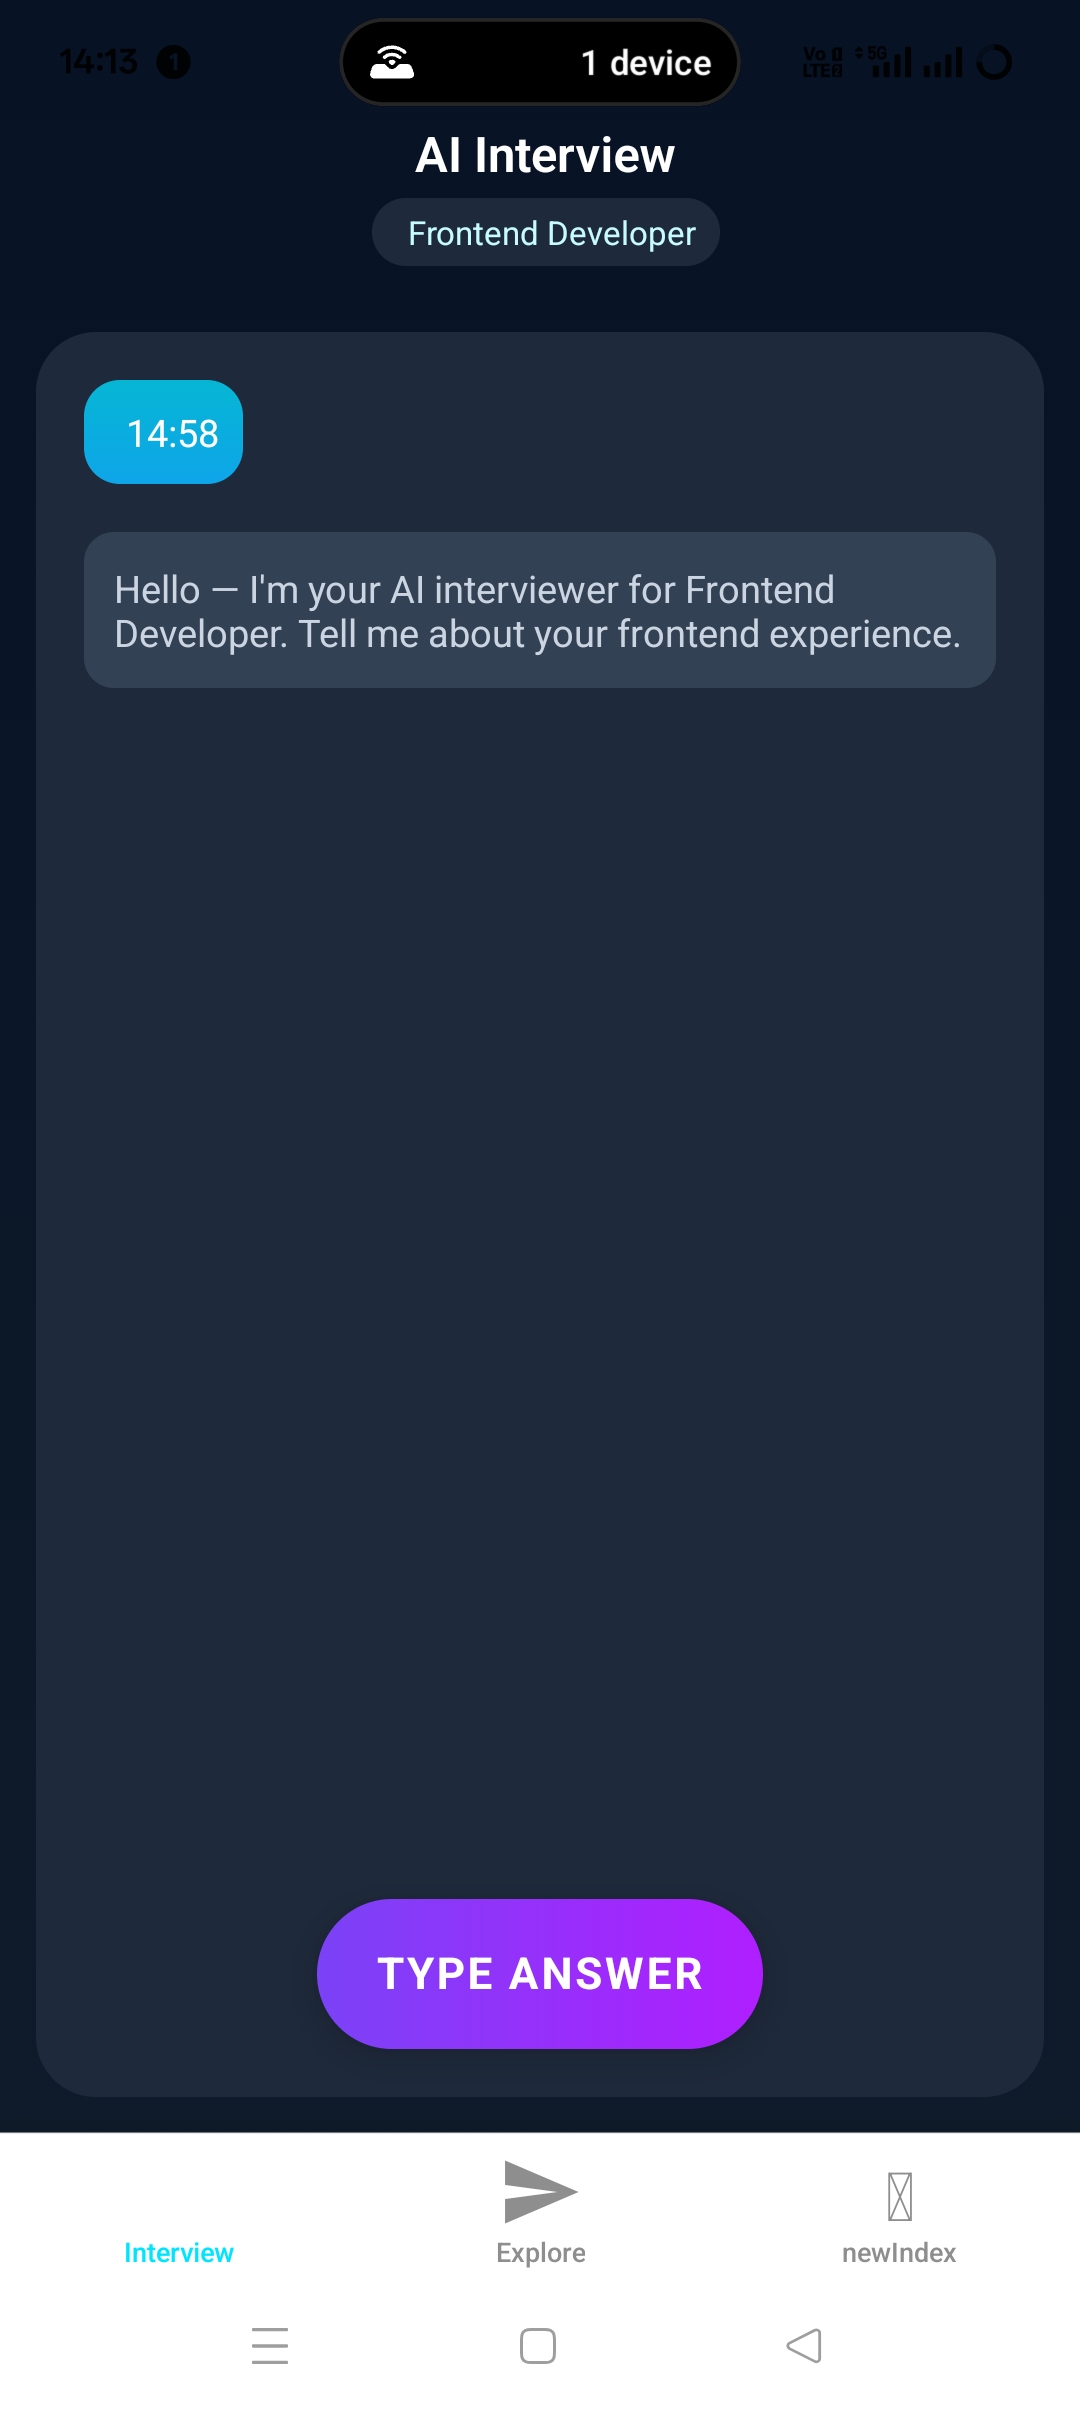 14:13
1
1 device
Vo
LTE2
5G
AI Interview
Frontend Developer
14:58
Hello — I'm your AI interviewer for Frontend
Developer. Tell me about your frontend experience.
TYPE ANSWER
Interview
Explore
newIndex